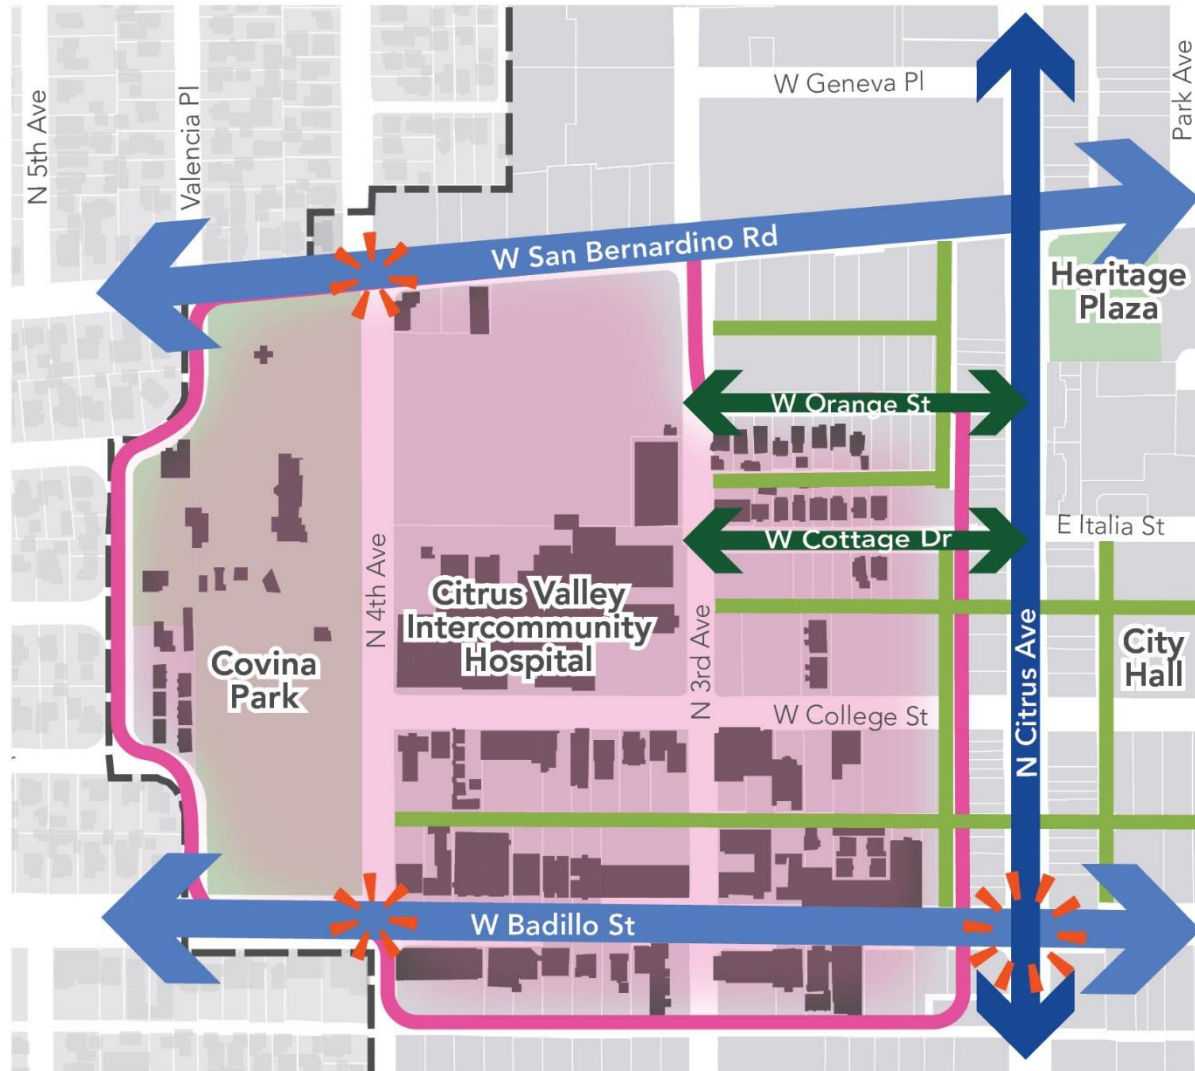 W Geneva Pl
Park Ave
N 5th Ave
Valencia Pl
W San Bernardino Rd
Heritage
Plaza
W Orange St
W Cottage Dr
E Italia St
N 4th Ave
Citrus Valley
Intercommunity
Hospital
N 3rd Ave
Covina
Park
City
Hall
W College St
N Citrus Ave
W Badillo St